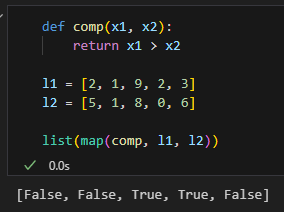 def comp(x1, x2):
    return x1 > x2
l1 = [2, 1, 9, 2, 3]
l2 = [5, 1, 8, 0, 6]
list(map(comp, l1, l2))
0.0s
[False, False, True, True, False]